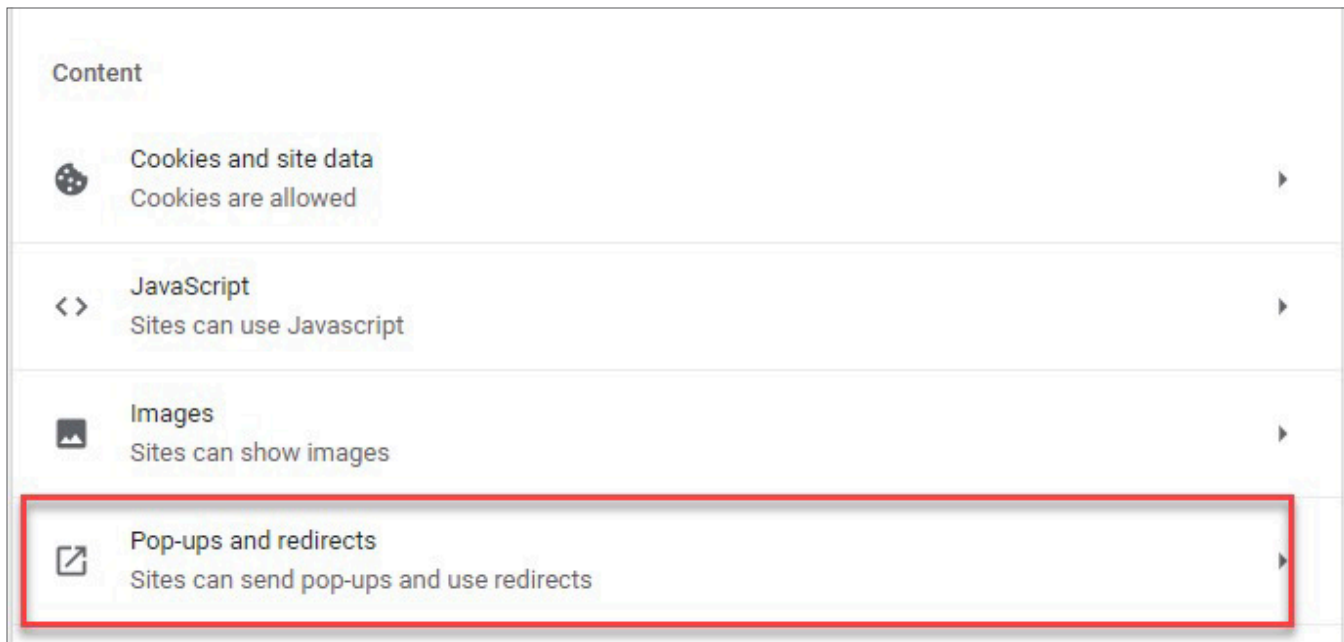 Content
Cookies and site data
Cookies are allowed
JavaScript
Sites can use Javascript
Images
Sites can show images
Pop-ups and redirects
Sites can send pop-ups and use redirects